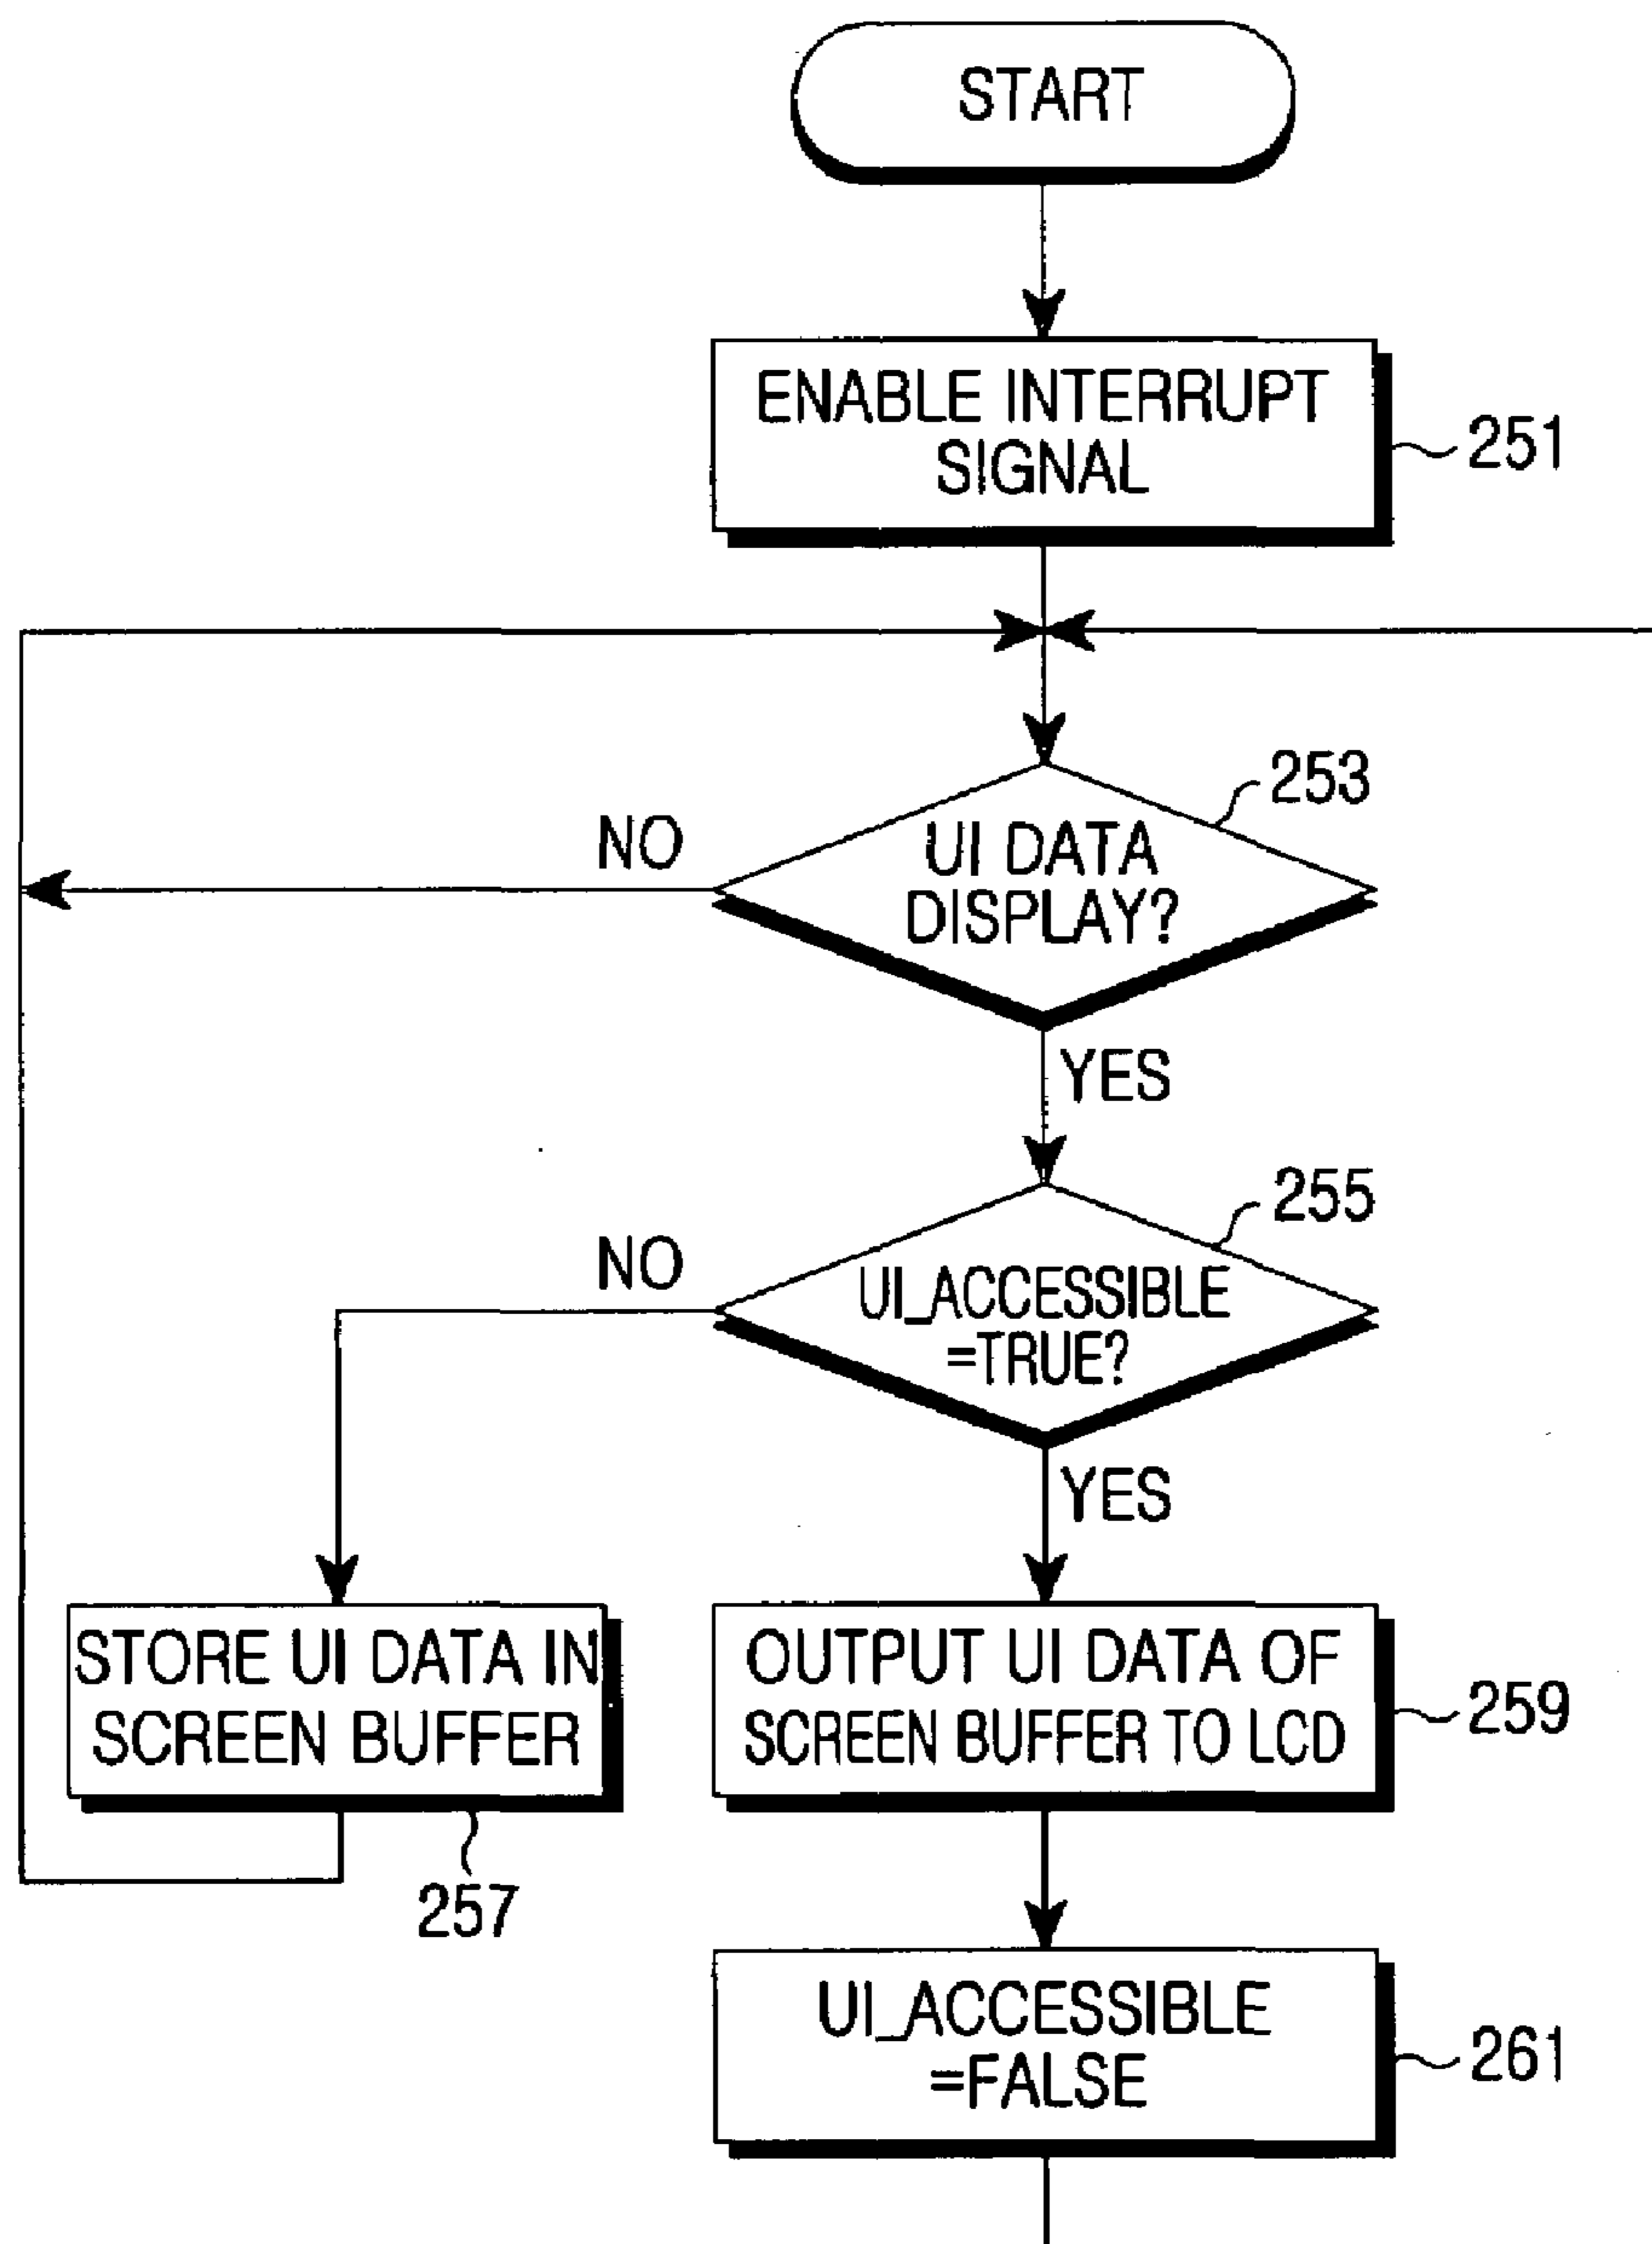 START
ENABLE INTERRUPT
SIGNAL
251
253
NO
UI DATA
DISPLAY?
YES
255
NO
UI_ACCESSIBLE
=TRUE?
YES
STORE UI DATA IN
SCREEN BUFFER
257
OUTPUT UI DATA OF
SCREEN BUFFER TO LCD
259
UI_ACCESSIBLE
=FALSE
261